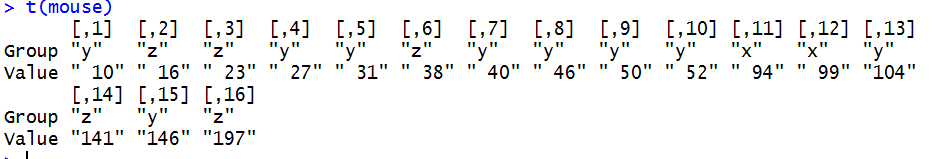 > t(mouse)
      [,1]  [,2]  [,3]  [,4]  [,5]  [,6]  [,7]  [,8]  [,9]  [,10] [,11] [,12] [,13]
Group "y"   "z"   "z"   "y"   "y"   "z"   "y"   "y"   "y"   "y"   "x"   "x"   "y"
Value " 10" " 16" " 23" " 27" " 31" " 38" " 40" " 46" " 50" " 52" " 94" " 99" "104"
      [,14] [,15] [,16]
Group "z"   "y"   "z"
Value "141" "146" "197"
>